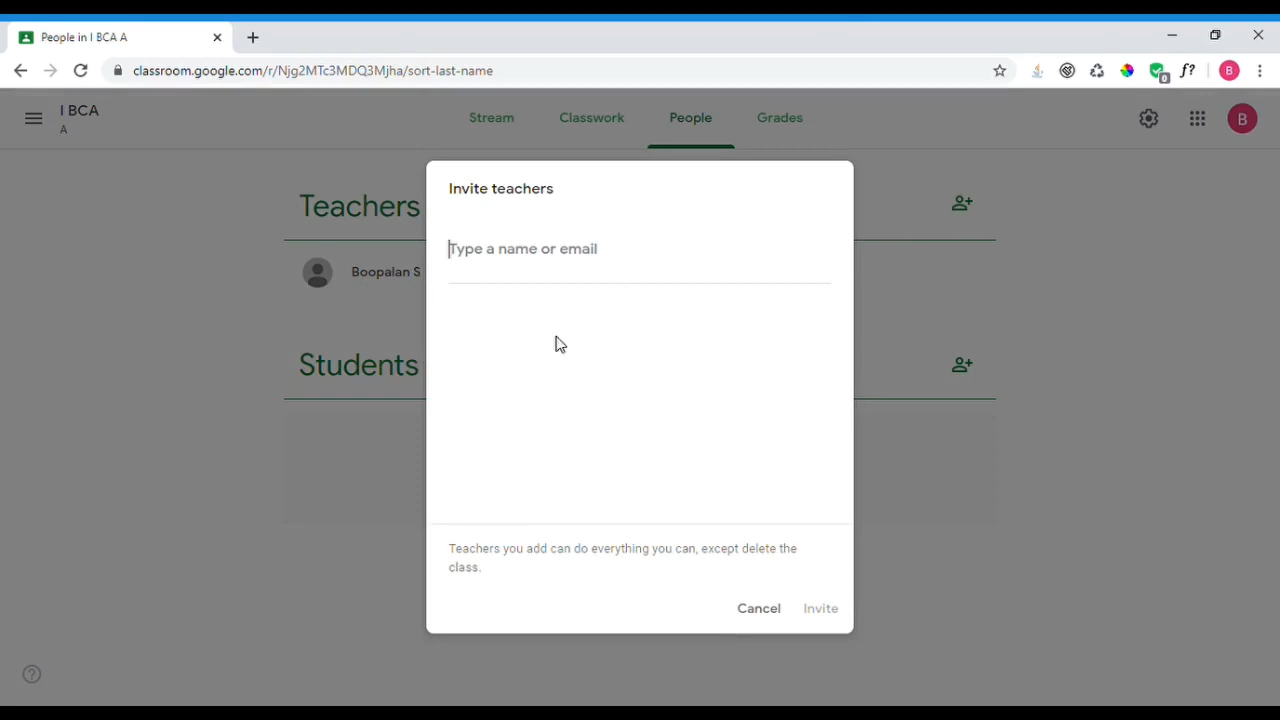 People in I BCA A
classroom.google.com/r/Njg2MTc3MDQ3Mjha/sort-last-name
0
f?
B
I BCA
A
Stream
Classwork
People
Grades
B
Invite teachers
Teachers
Type a name or email
Boopalan S
Students
Teachers you add can do everything you can, except delete the
class.
Cancel
Invite
?